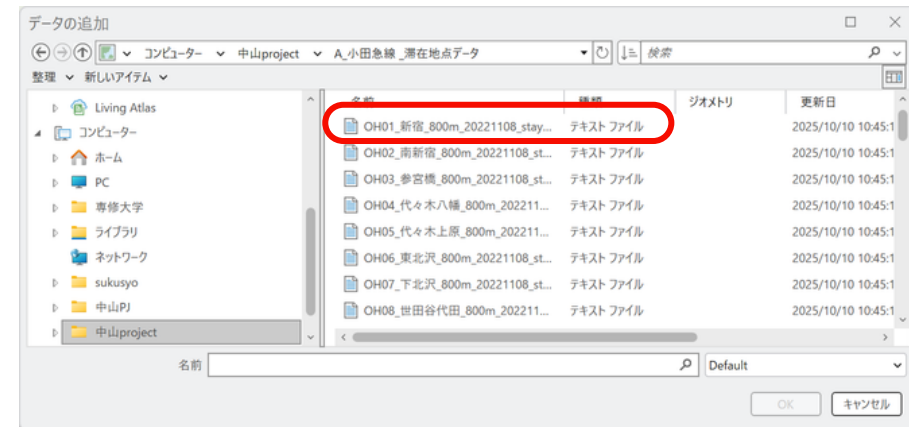 データの追加
コンピューター 中山project A_小田急線_滞在地点データ 検索
整理 新しいアイテム
Living Atlas
コンピューター
ホーム
PC
専修大学
ライブラリ
ネットワーク
sukusyo
中山PJ
中山project
名前 種類 ジオメトリ 更新日
OH01_新宿_800m_20221108_stay... テキスト ファイル 2025/10/10 10:45:1
OH02_南新宿_800m_20221108_st... テキスト ファイル 2025/10/10 10:45:1
OH03_参宮橋_800m_20221108_st... テキスト ファイル 2025/10/10 10:45:1
OH04_代々木八幡_800m_202211... テキスト ファイル 2025/10/10 10:45:1
OH05_代々木上原_800m_202211... テキスト ファイル 2025/10/10 10:45:1
OH06_東北沢_800m_20221108_st... テキスト ファイル 2025/10/10 10:45:1
OH07_下北沢_800m_20221108_st... テキスト ファイル 2025/10/10 10:45:1
OH08_世田谷代田_800m_202211... テキスト ファイル 2025/10/10 10:45:1
名前 Default
OK キャンセル